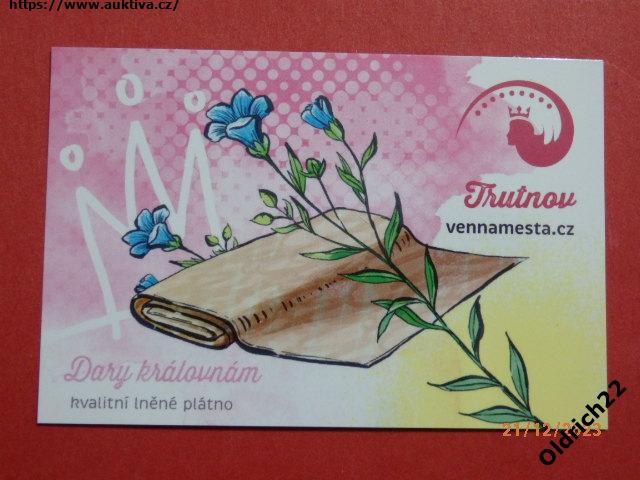 https://www.auktiva.cz/
Trutnov
vennamesta.cz
Dary královnám
kvalitní lněné plátno
21/12/2023
Oldrich22